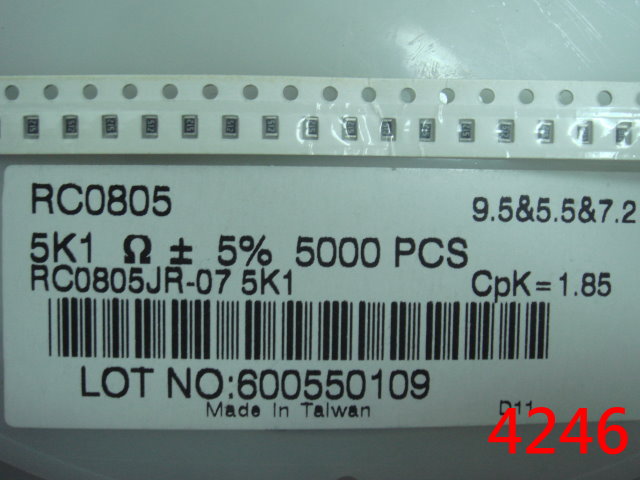 RC0805 9.5&5.5&7.2
5K1 Ω ± 5% 5000 PCS
RC0805JR-07 5K1 CpK=1.85
LOT NO:600550109
Made In Taiwan D11
4246